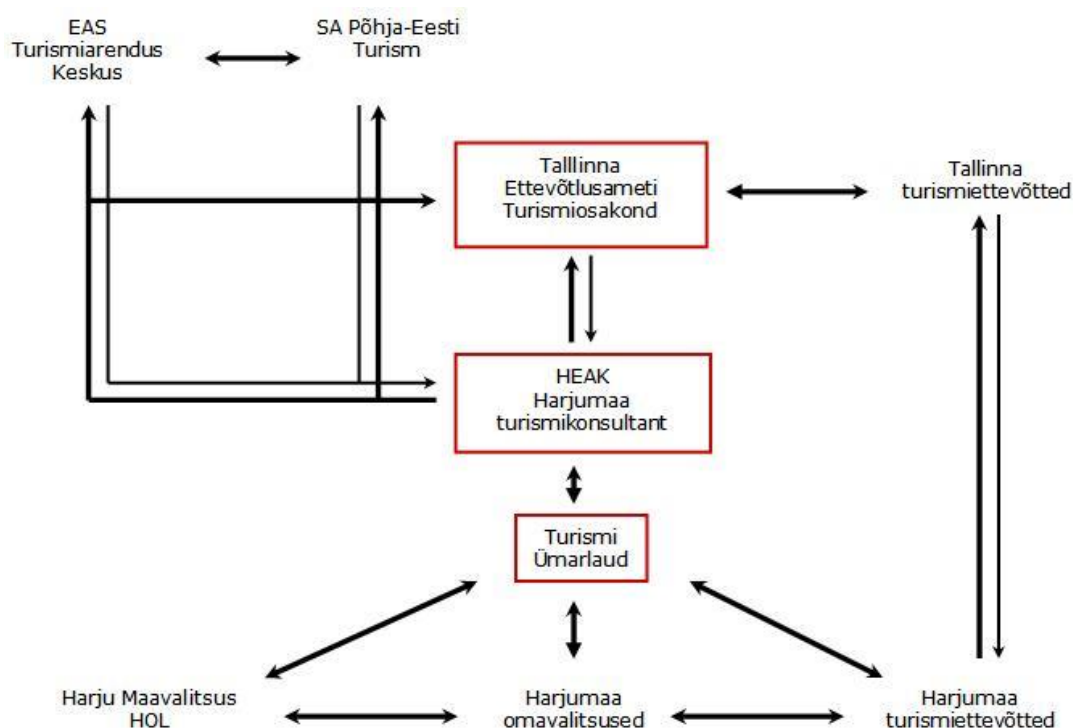 EAS
Turismiarendus
Keskus
SA Põhja-Eesti
Turism
Talllinna
Ettevõtlusameti
Turismiosakond
Tallinna
turismiettevõtted
HEAK
Harjumaa
turismikonsultant
Turismi
Ümarlaud
Harju Maavalitsus
HOL
Harjumaa
omavalitsused
Harjumaa
turismiettevõtted